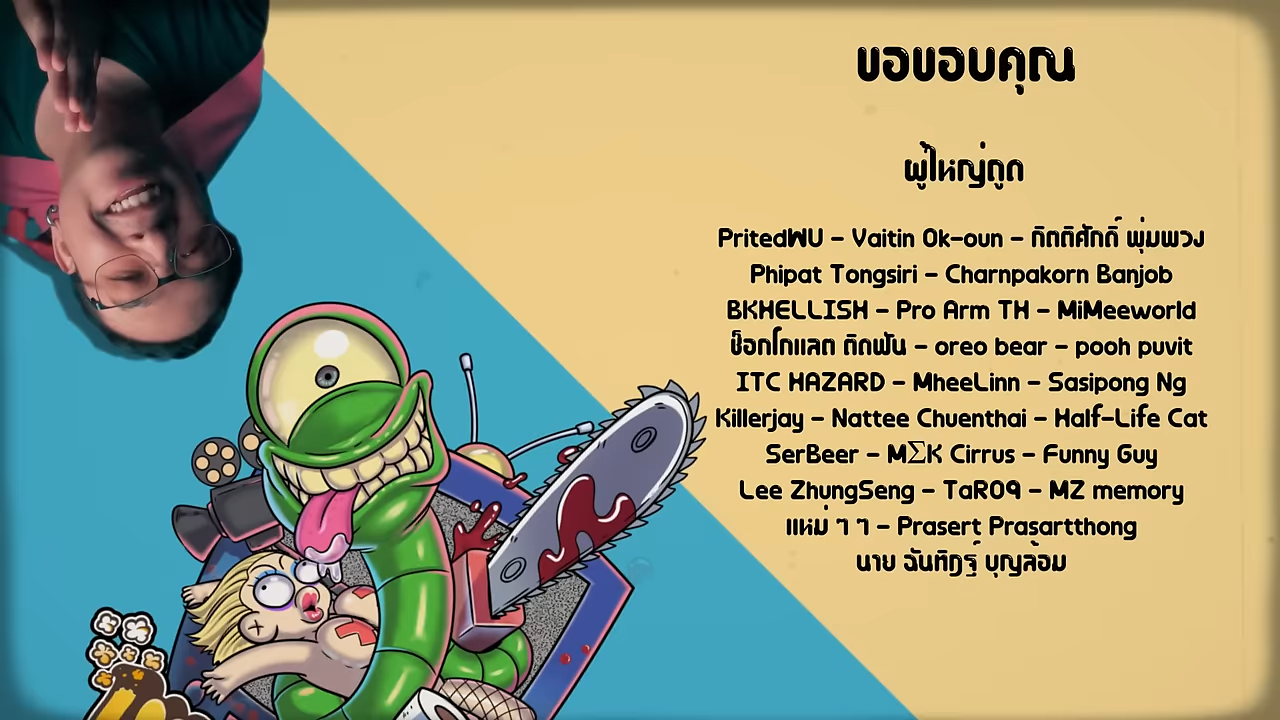 ขอขอบคุณ
ผู้ใหญ่ถูด
PritedWU - Vaitin Ok-oun - กิตติศักดิ์ พุ่มพวง
Phipat Tongsiri - Charnpakorn Banjob
BKHELLISH - Pro Arm TH - MiMeeworld
ช็อกโกแลต ติดฟัน - oreo bear - pooh puvit
ITC HAZARD - MheeLinn - Sasipong Ng
Killerjay - Nattee Chuenthai - Half-Life Cat
SerBeer - MΣK Cirrus - Funny Guy
Lee ZhungSeng - TaRO9 - MZ memory
แหม่ ๆ ๆ - Prasert Prasartthong
นาย ฉันทิฏฐ์ บุญล้อม